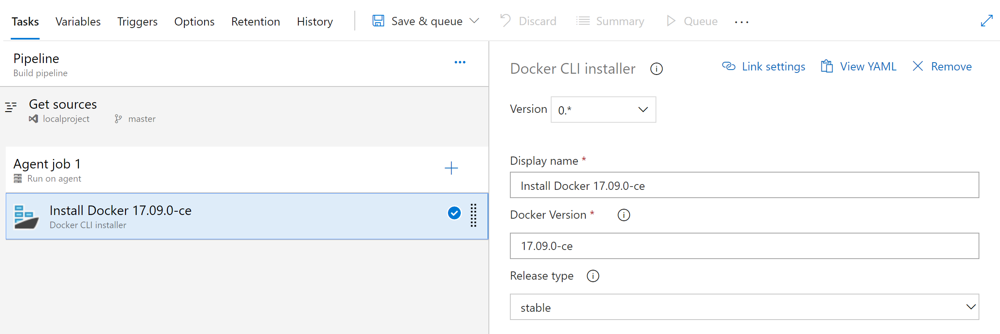 Tasks Variables Triggers Options Retention History Save & queue Discard Summary Queue ...
Pipeline
Build pipeline
Get sources
localproject master
Agent job 1
Run on agent
Install Docker 17.09.0-ce
Docker CLI installer
Docker CLI installer Link settings View YAML Remove
Version 0.*
Display name *
Install Docker 17.09.0-ce
Docker Version *
17.09.0-ce
Release type
stable